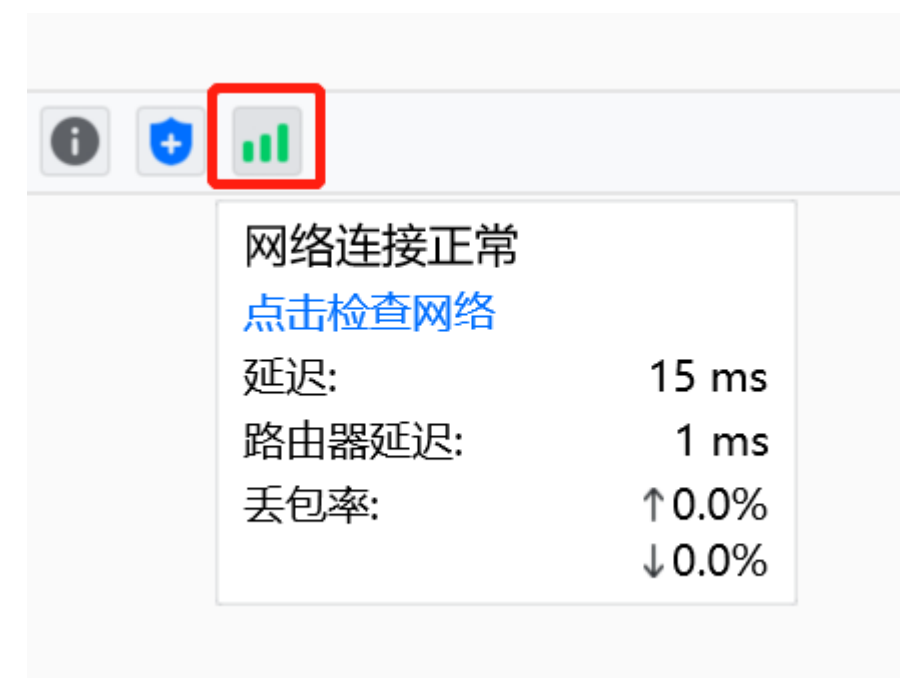 网络连接正常
点击检查网络
延迟: 15 ms
路由器延迟: 1 ms
丢包率: ↑0.0%
↓0.0%